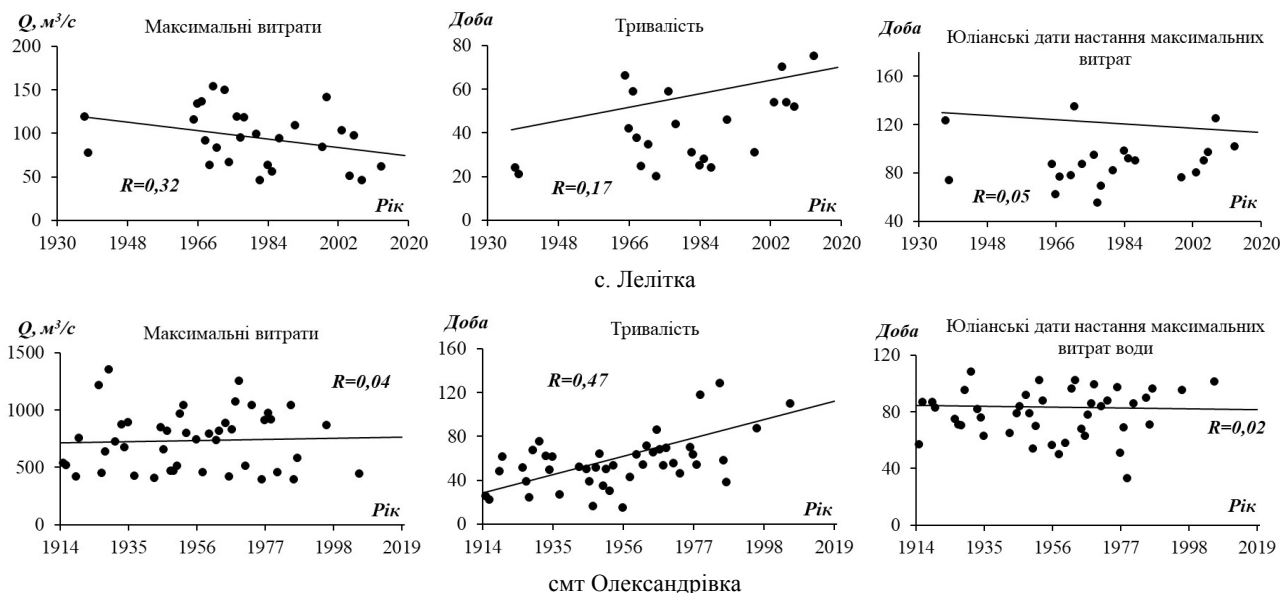 Q, м³/с
Максимальні витрати
150
100
50
0
R=0,32
Рік
1930 1948 1966 1984 2002 2020
Доба
Тривалість
80
60
40
20
0
R=0,17
Рік
1930 1948 1966 1984 2002 2020
Доба
Юліанські дати настання максимальних
витрат
160
120
80
40
R=0,05
Рік
1930 1948 1966 1984 2002 2020
200
с. Лелітка
Q, м³/с
Максимальні витрати
1500
1000
500
0
R=0,04
Рік
1914 1935 1956 1977 1998 2019
Доба
Тривалість
160
120
80
40
0
R=0,47
Рік
1914 1935 1956 1977 1998 2019
Доба
Юліанські дати настання максимальних
витрат води
120
80
40
0
R=0,02
Рік
1914 1935 1956 1977 1998 2019
смт Олександрівка